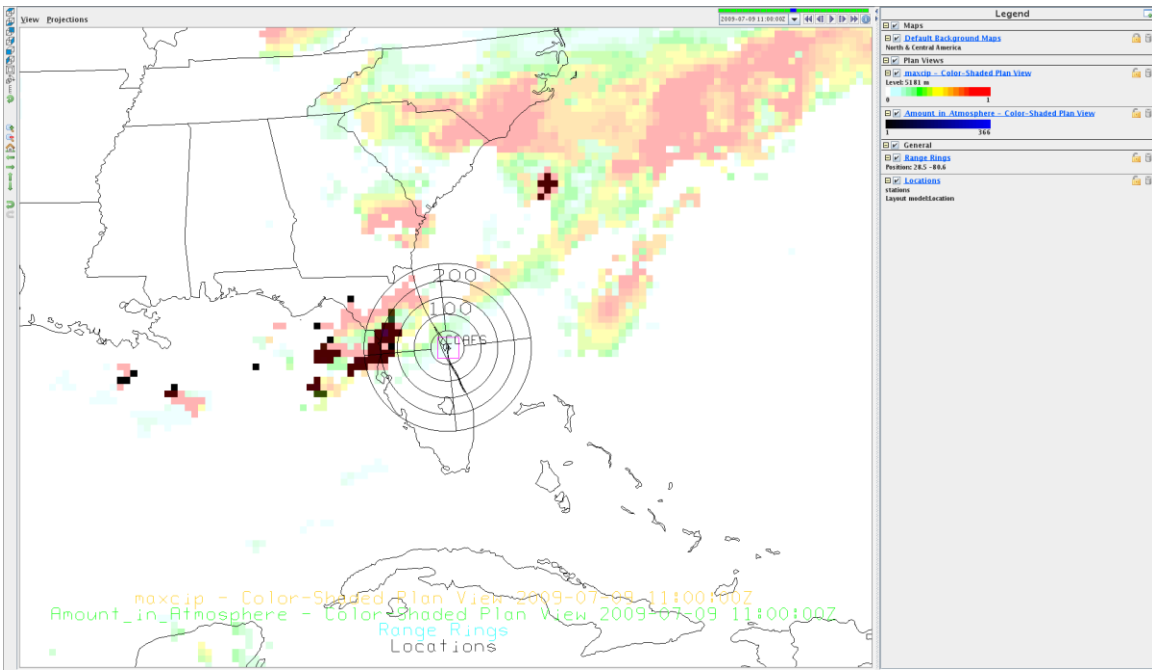 View Projections
2009-07-09 11:00:00Z
Legend
Maps
Default Background Maps
North & Central America
Plan Views
maxcip - Color-Shaded Plan View
Level: 5181 m
0 1
Amount_in_Atmosphere - Color-Shaded Plan View
1 366
General
Range Rings
Position: 28.5 -80.6
Locations
stations
Layout model:Location
200
100
maxcip - Color-Shaded Plan View 2009-07-09 11:00:00Z
Amount_in_Atmosphere - Color-Shaded Plan View 2009-07-09 11:00:00Z
Range Rings
Locations